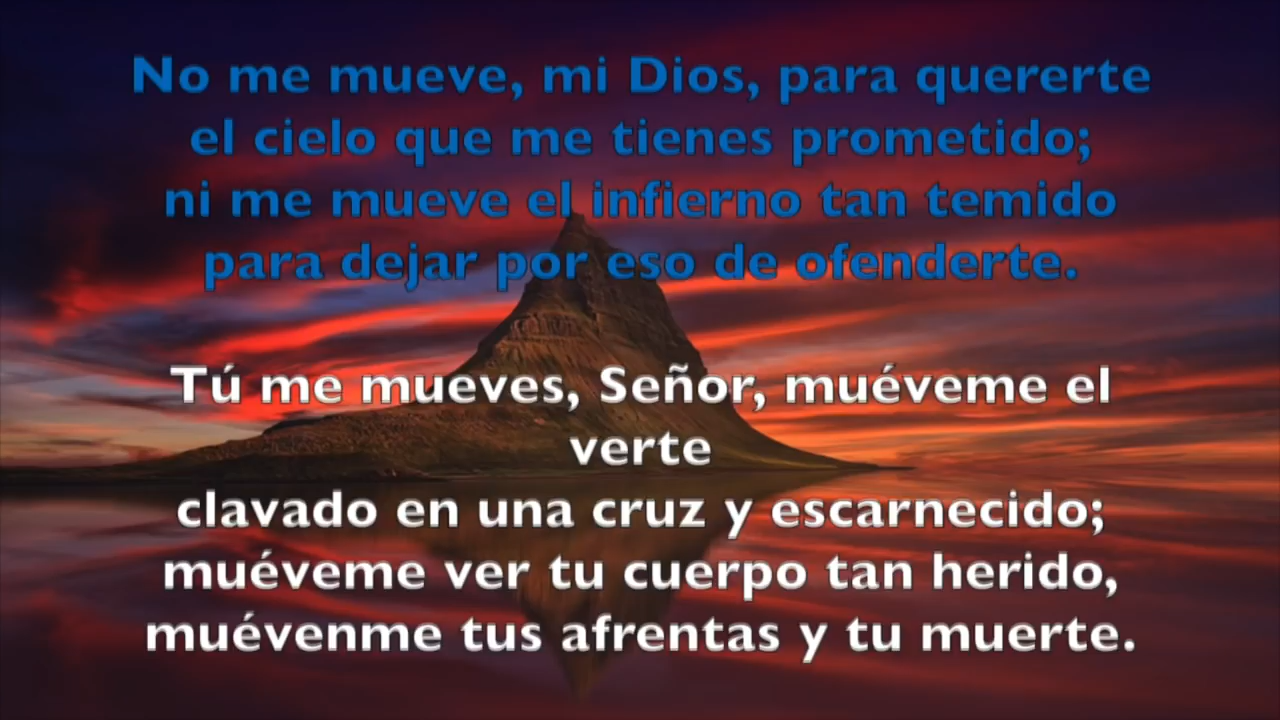 No me mueve, mi Dios, para quererte
el cielo que me tienes prometido;
ni me mueve el infierno tan temido
para dejar por eso de ofenderte.
Tú me mueves, Señor, muéveme el
verte
clavado en una cruz y escarnecido;
muéveme ver tu cuerpo tan herido,
muévenme tus afrentas y tu muerte.